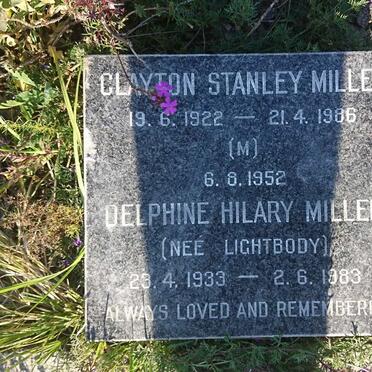 CLAYTON STANLEY MILLE
19. 6. 1922 — 21. 4. 1986
(M)
6. 8. 1952
DELPHINE HILARY MILLE
(NEE LIGHTBODY)
23. 4. 1933 — 2. 6. 1983
ALWAYS LOVED AND REMEMBER